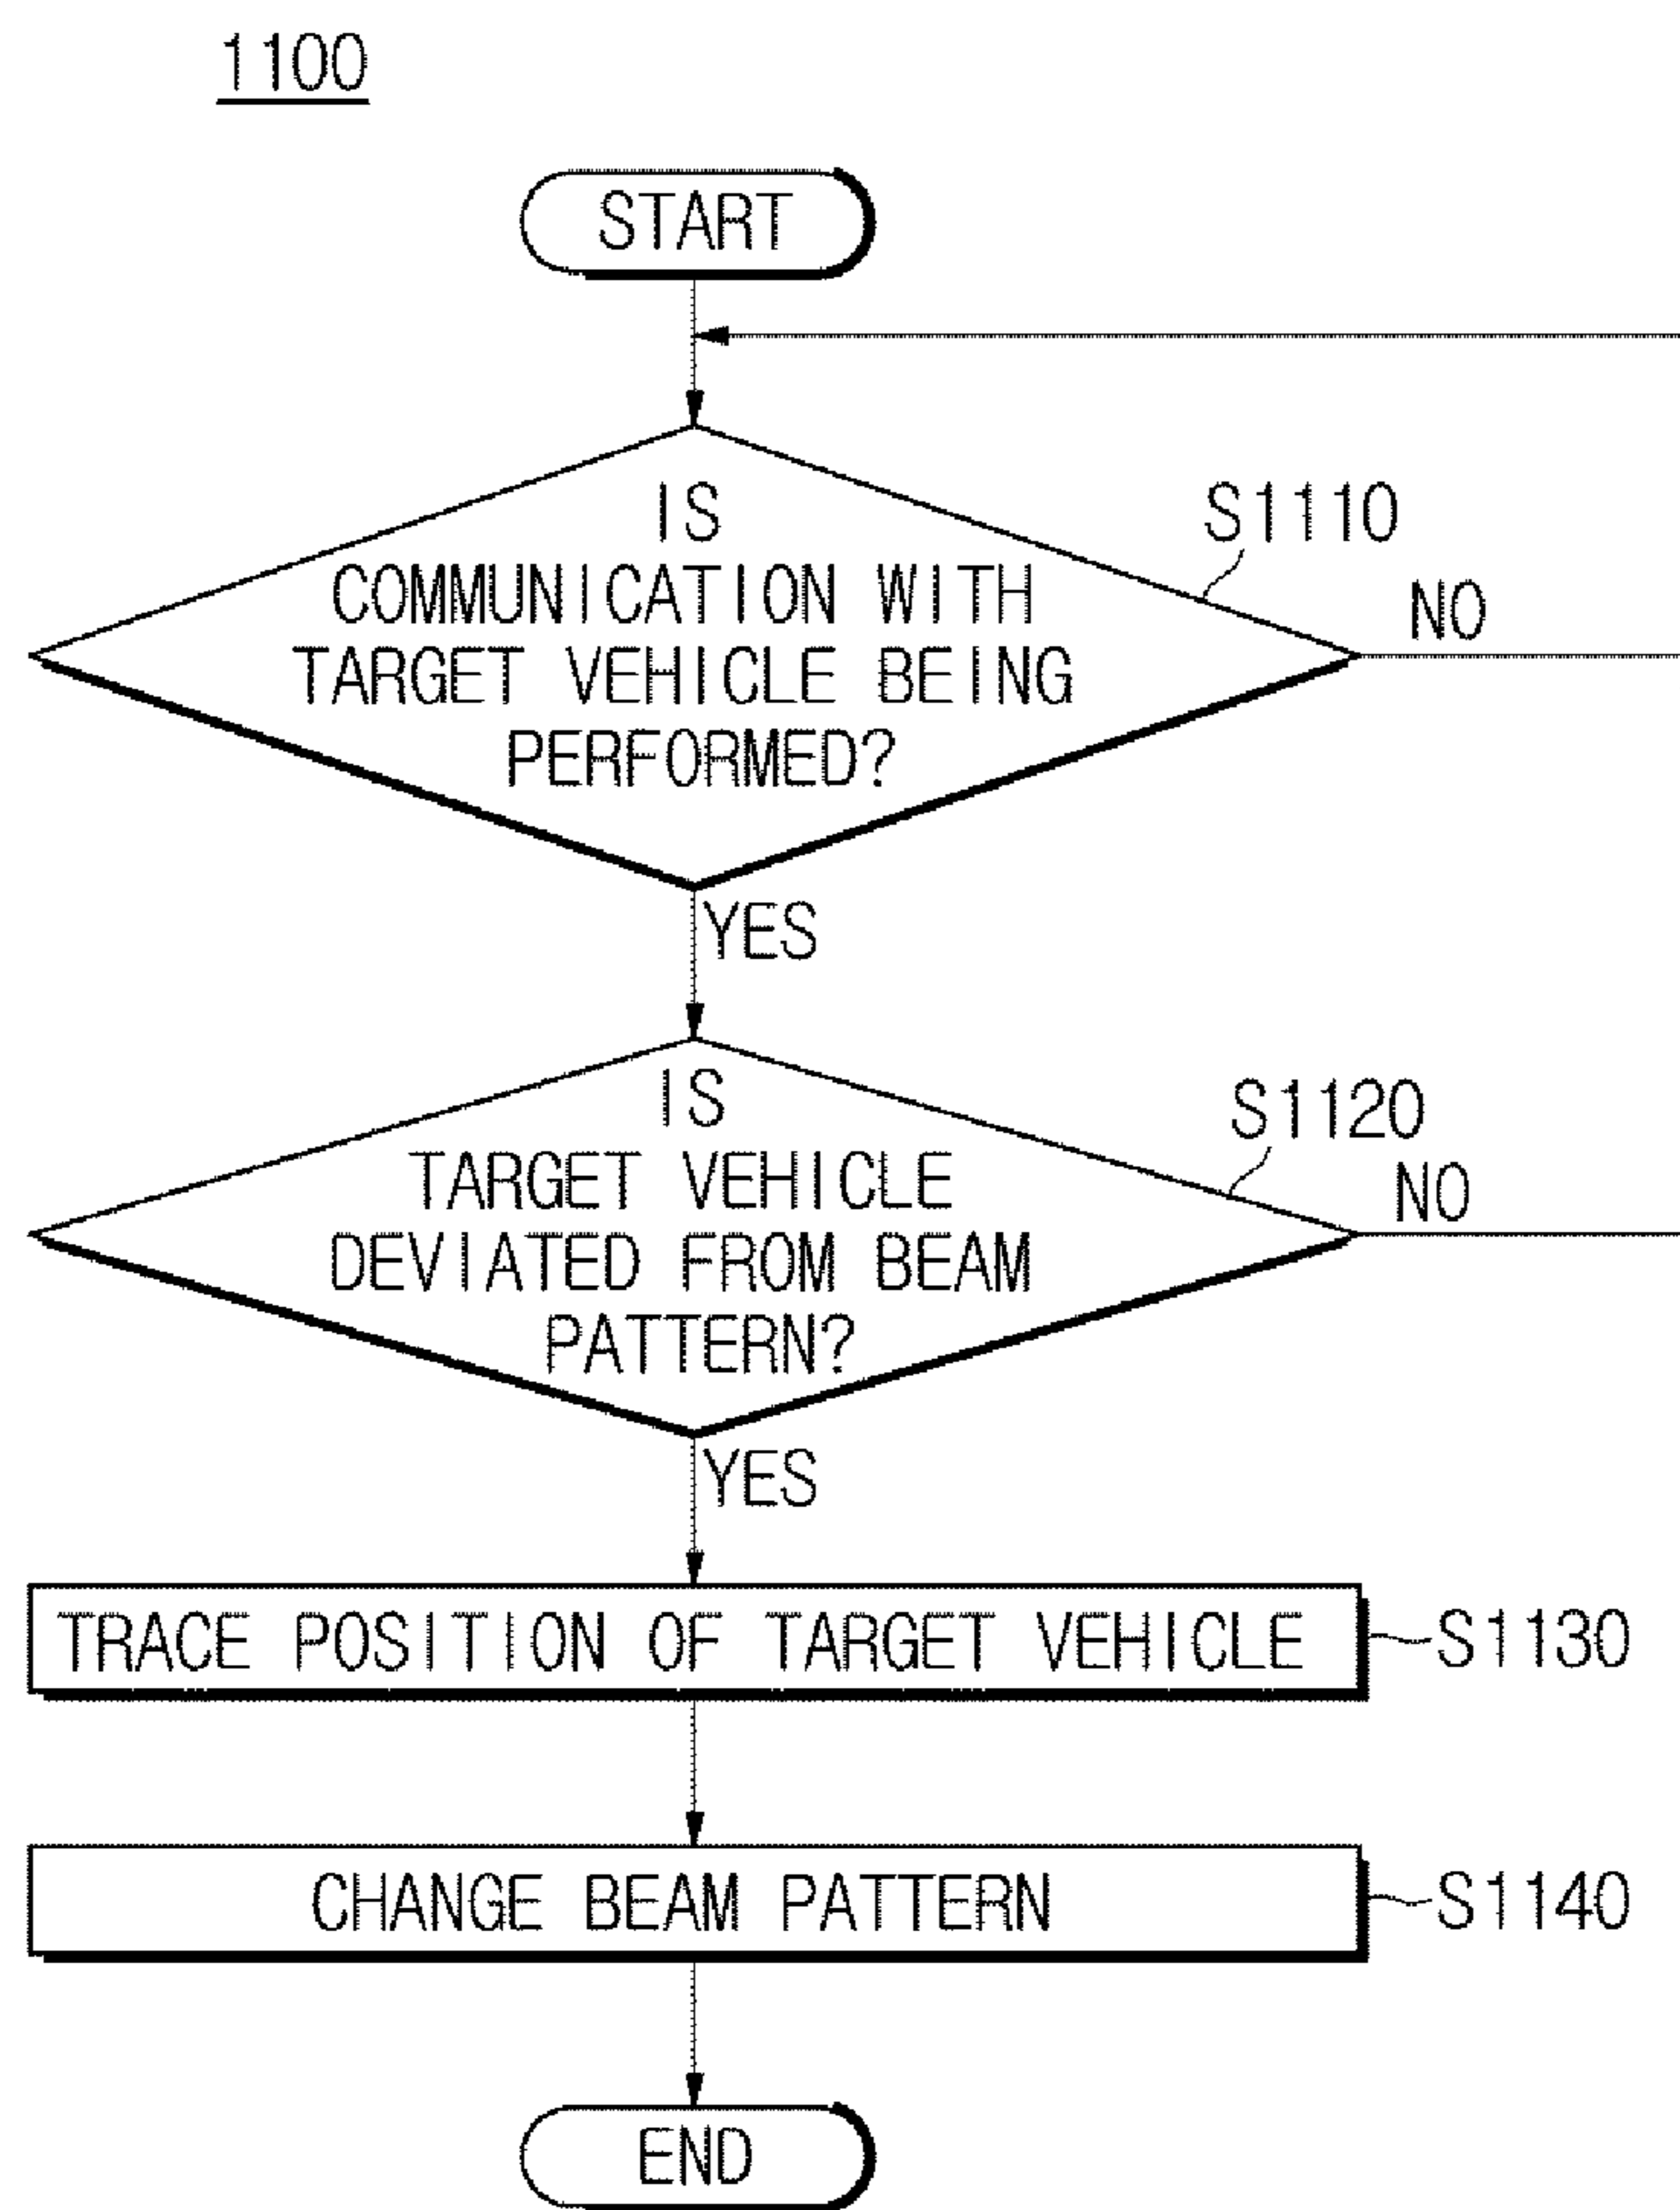 1100
START
IS
COMMUNICATION WITH
TARGET VEHICLE BEING
PERFORMED?
S1110
NO
YES
IS
TARGET VEHICLE
DEVIATED FROM BEAM
PATTERN?
S1120
NO
YES
TRACE POSITION OF TARGET VEHICLE
S1130
CHANGE BEAM PATTERN
S1140
END